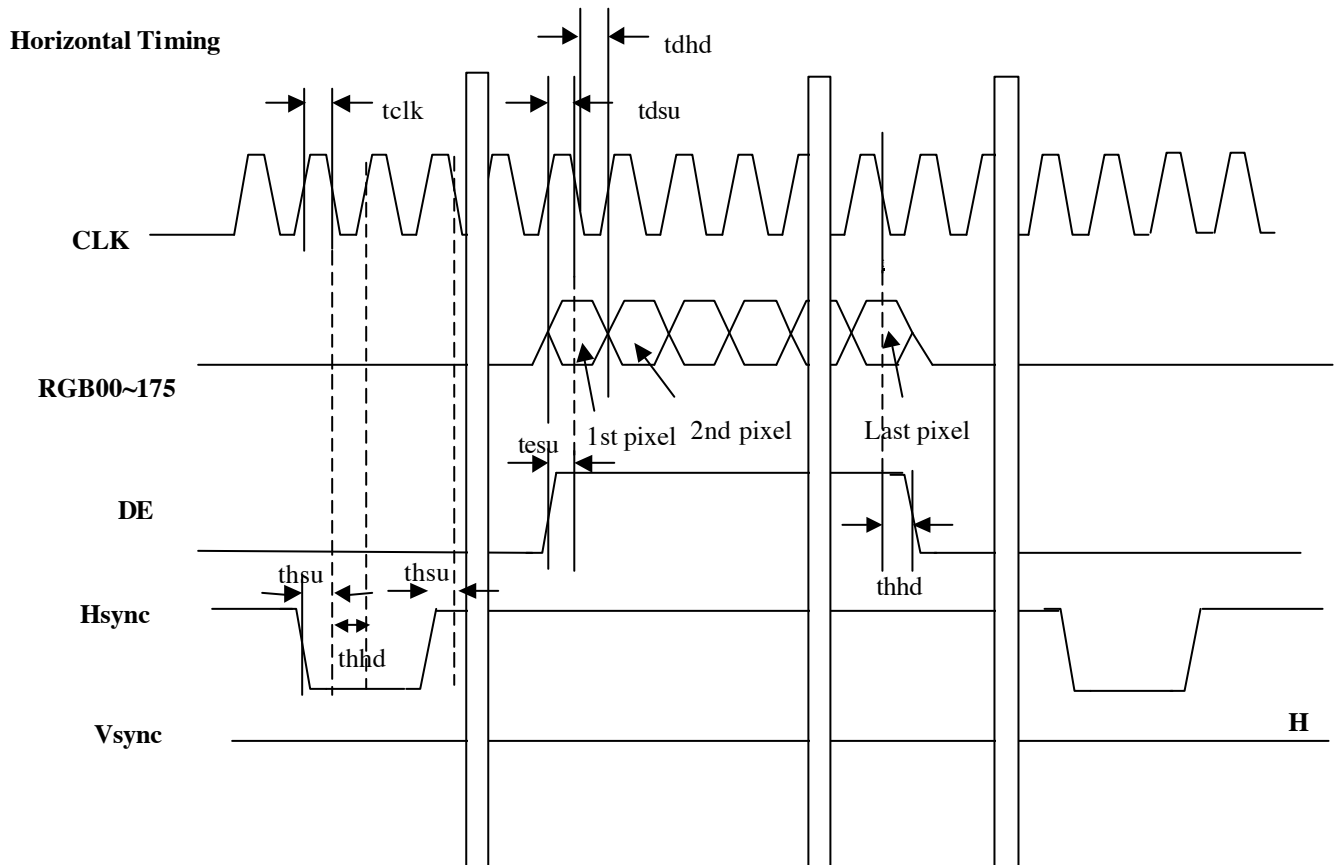 Horizontal Timing
tdhd
tclk
tdsu
CLK
RGB00~175
1st pixel
2nd pixel
Last pixel
tesu
DE
thsu
thsu
thhd
Hsync
thhd
Vsync
H